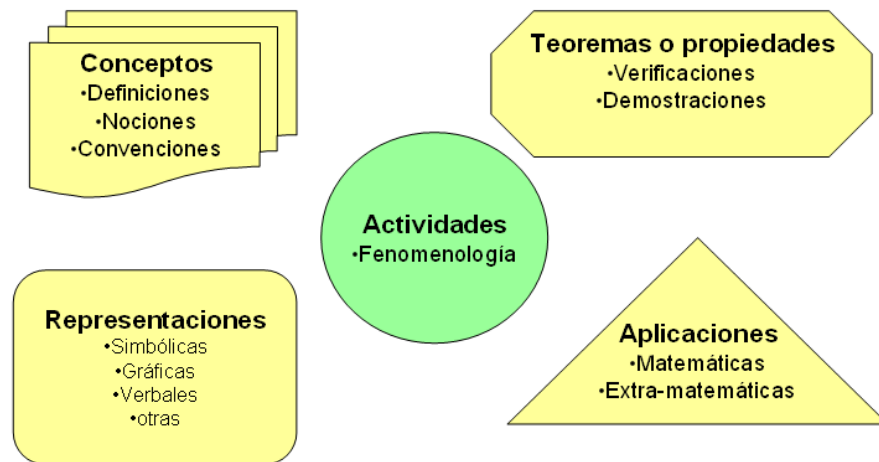 Conceptos
•Definiciones
•Nociones
•Convenciones
Teoremas o propiedades
•Verificaciones
•Demostraciones
Actividades
•Fenomenología
Representaciones
•Simbólicas
•Gráficas
•Verbales
•otras
Aplicaciones
•Matemáticas
•Extra-matemáticas